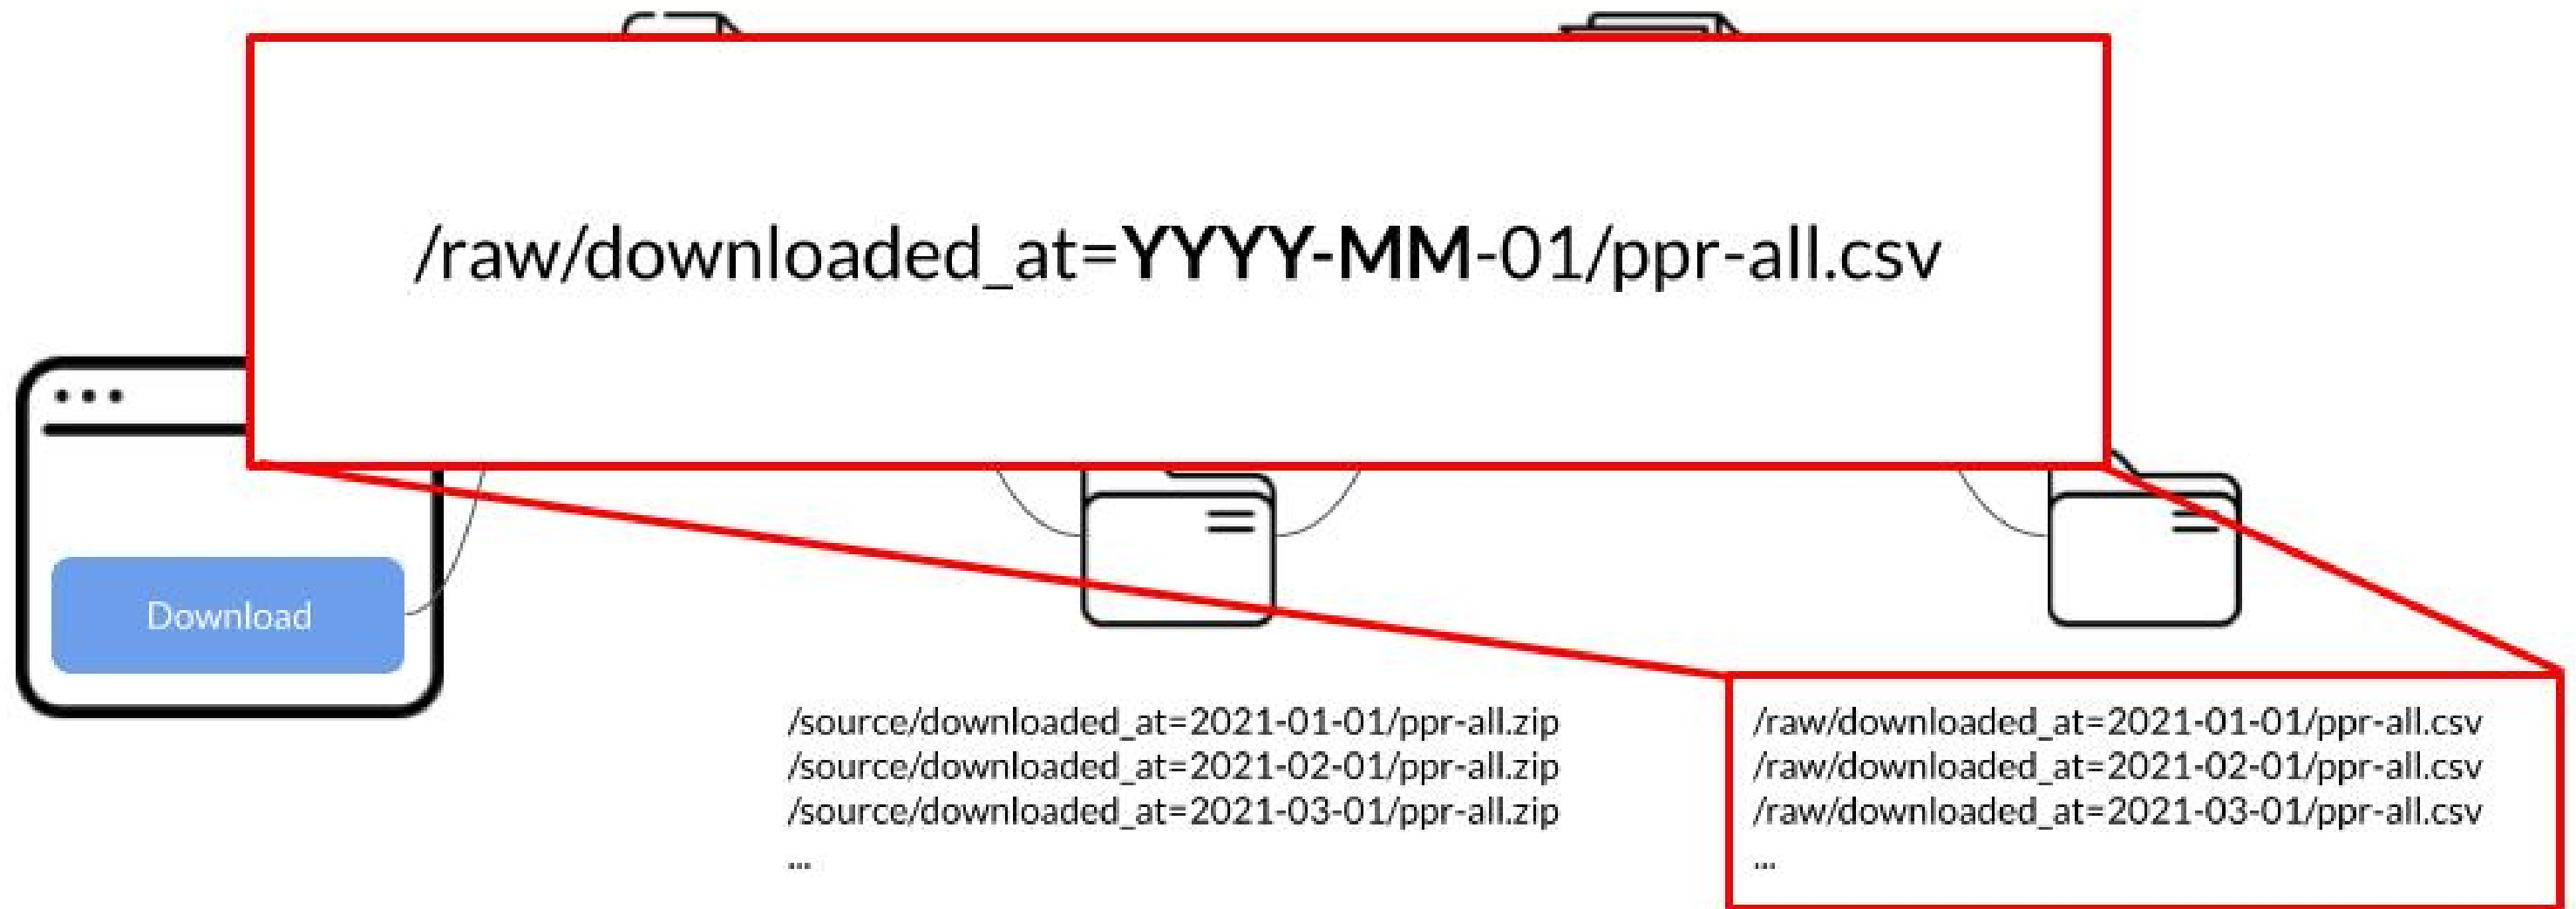 /raw/downloaded_at=YYYY-MM-01/ppr-all.csv
Download
/source/downloaded_at=2021-01-01/ppr-all.zip
/source/downloaded_at=2021-02-01/ppr-all.zip
/source/downloaded_at=2021-03-01/ppr-all.zip
...
/raw/downloaded_at=2021-01-01/ppr-all.csv
/raw/downloaded_at=2021-02-01/ppr-all.csv
/raw/downloaded_at=2021-03-01/ppr-all.csv
...